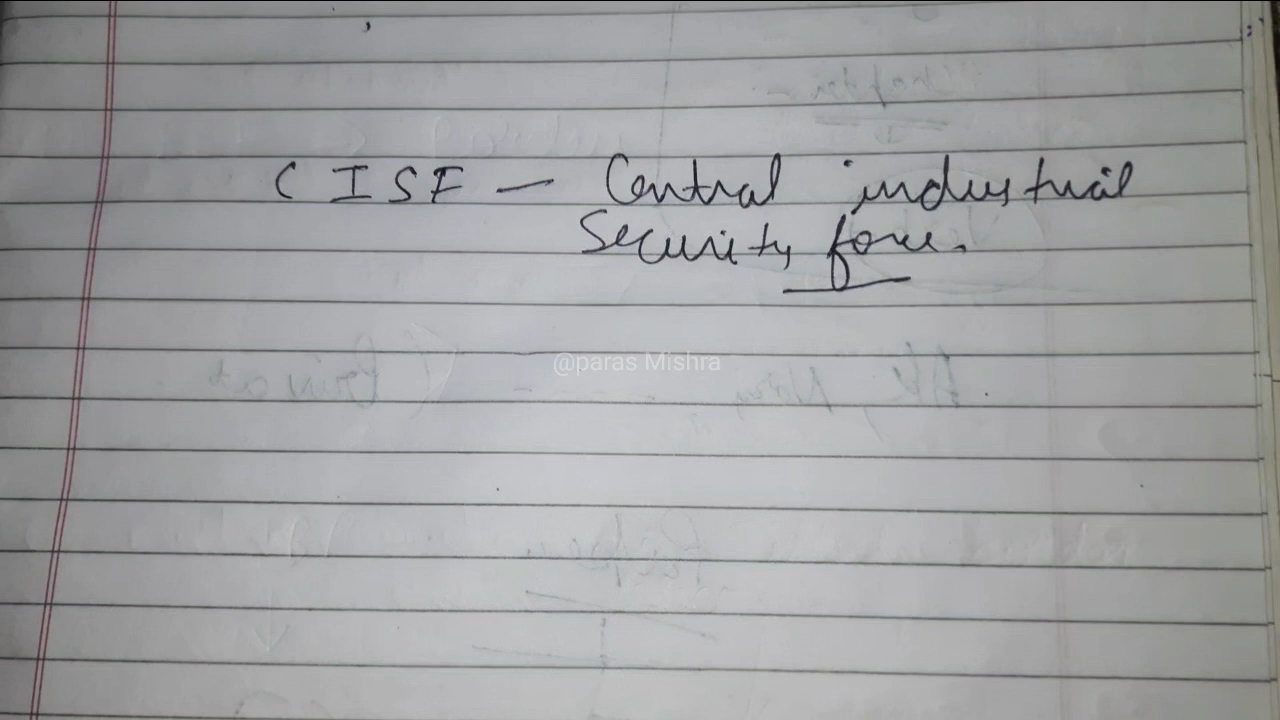 CISF — Central industrial
Security force.
@paras Mishra